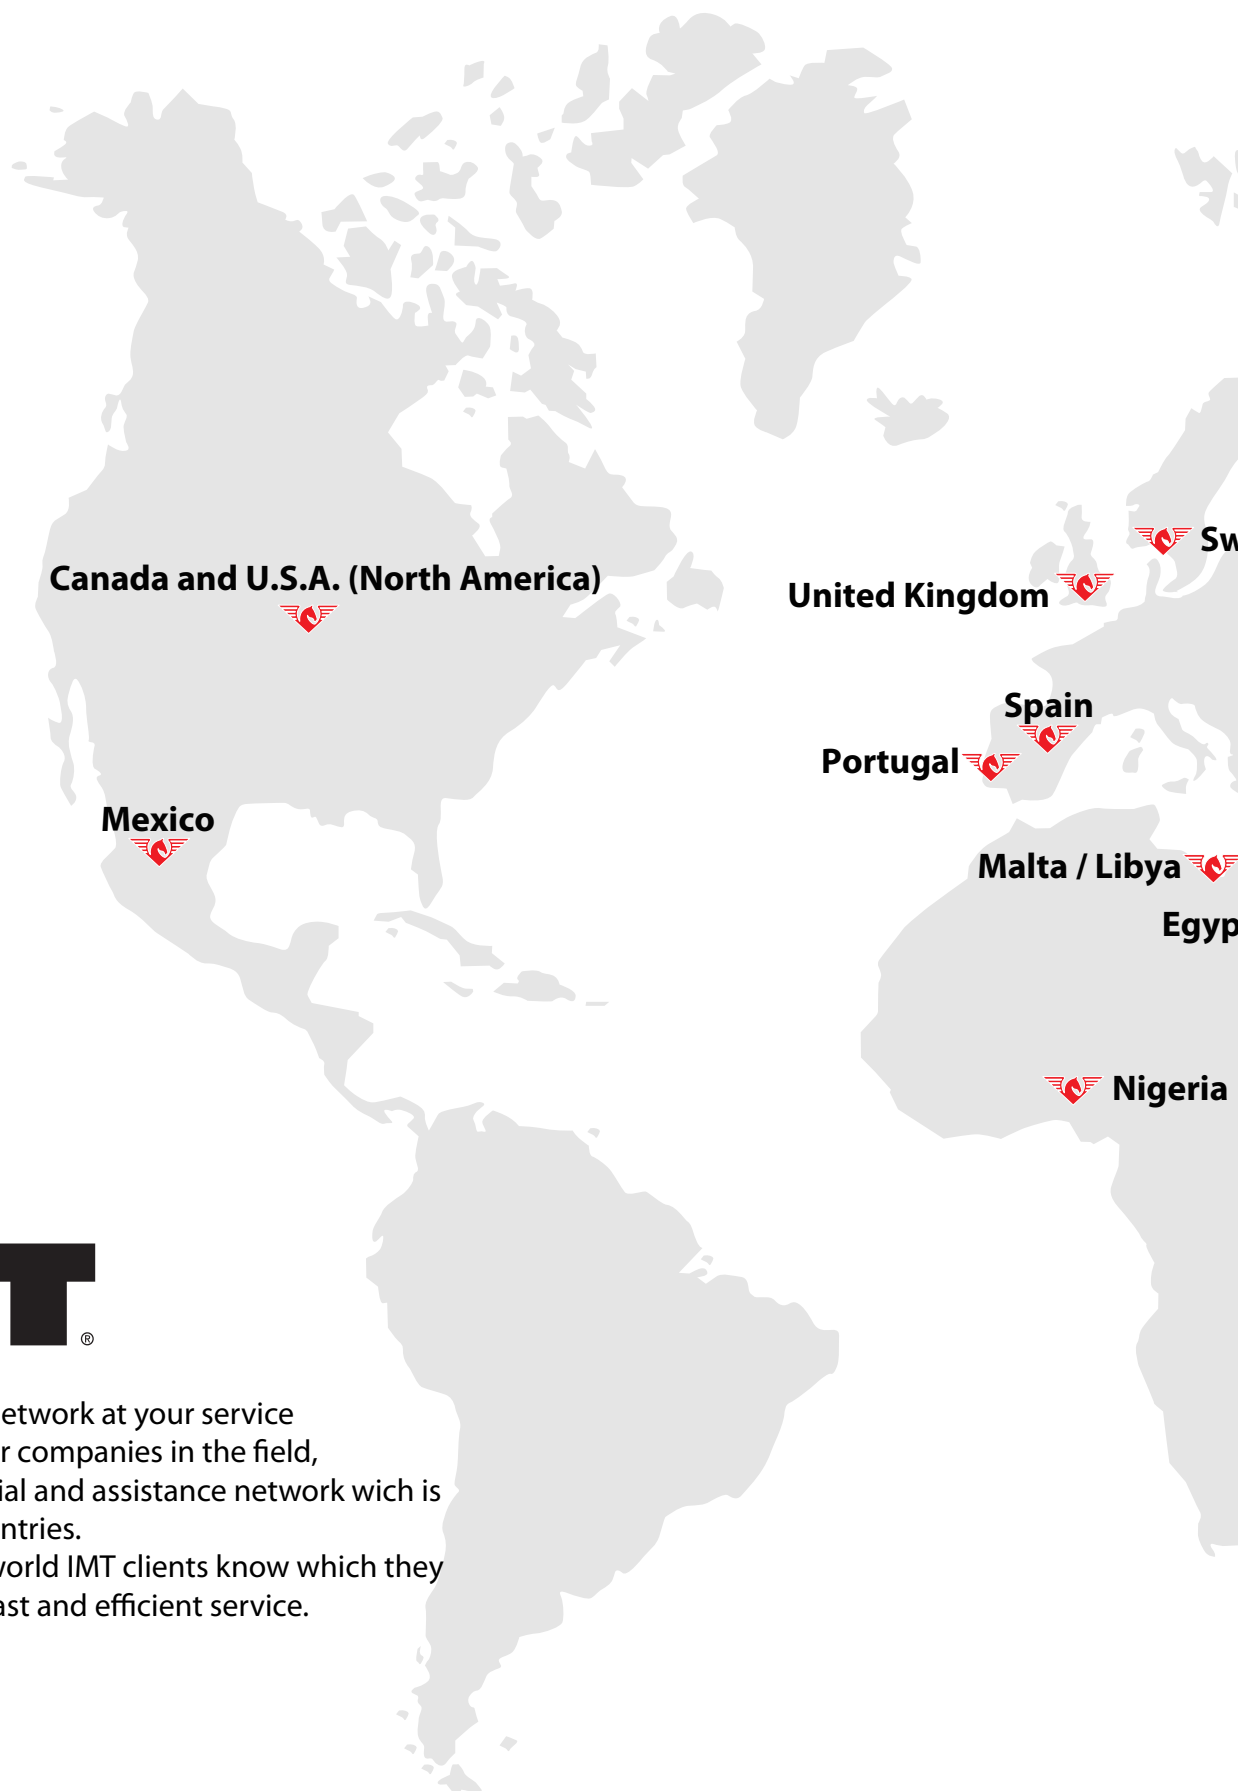 Sw
Canada and U.S.A. (North America)
United Kingdom
Spain
Portugal
Mexico
Malta / Libya
Egyp
Nigeria
T®
etwork at your service
r companies in the field,
ial and assistance network wich is
ntries.
world IMT clients know which they
ast and efficient service.